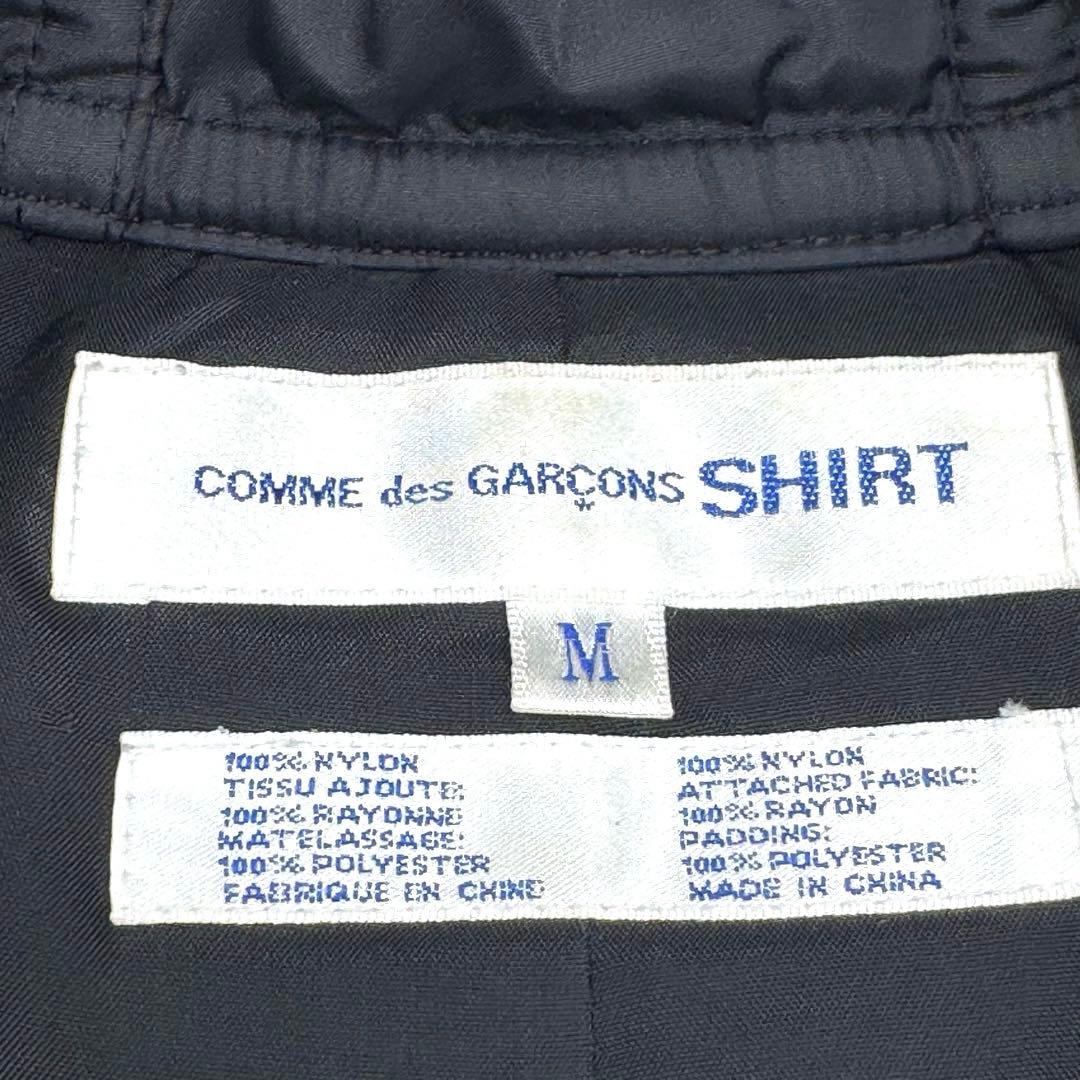 COMME des GARÇONS SHIRT
M
100% NYLON
TISSU AJOUTE:
100% RAYONNE
MATELASSAGE:
100% POLYESTER
FABRIQUE EN CHINE
100% NYLON
ATTACHED FABRIC:
100% RAYON
PADDING:
100% POLYESTER
MADE IN CHINA